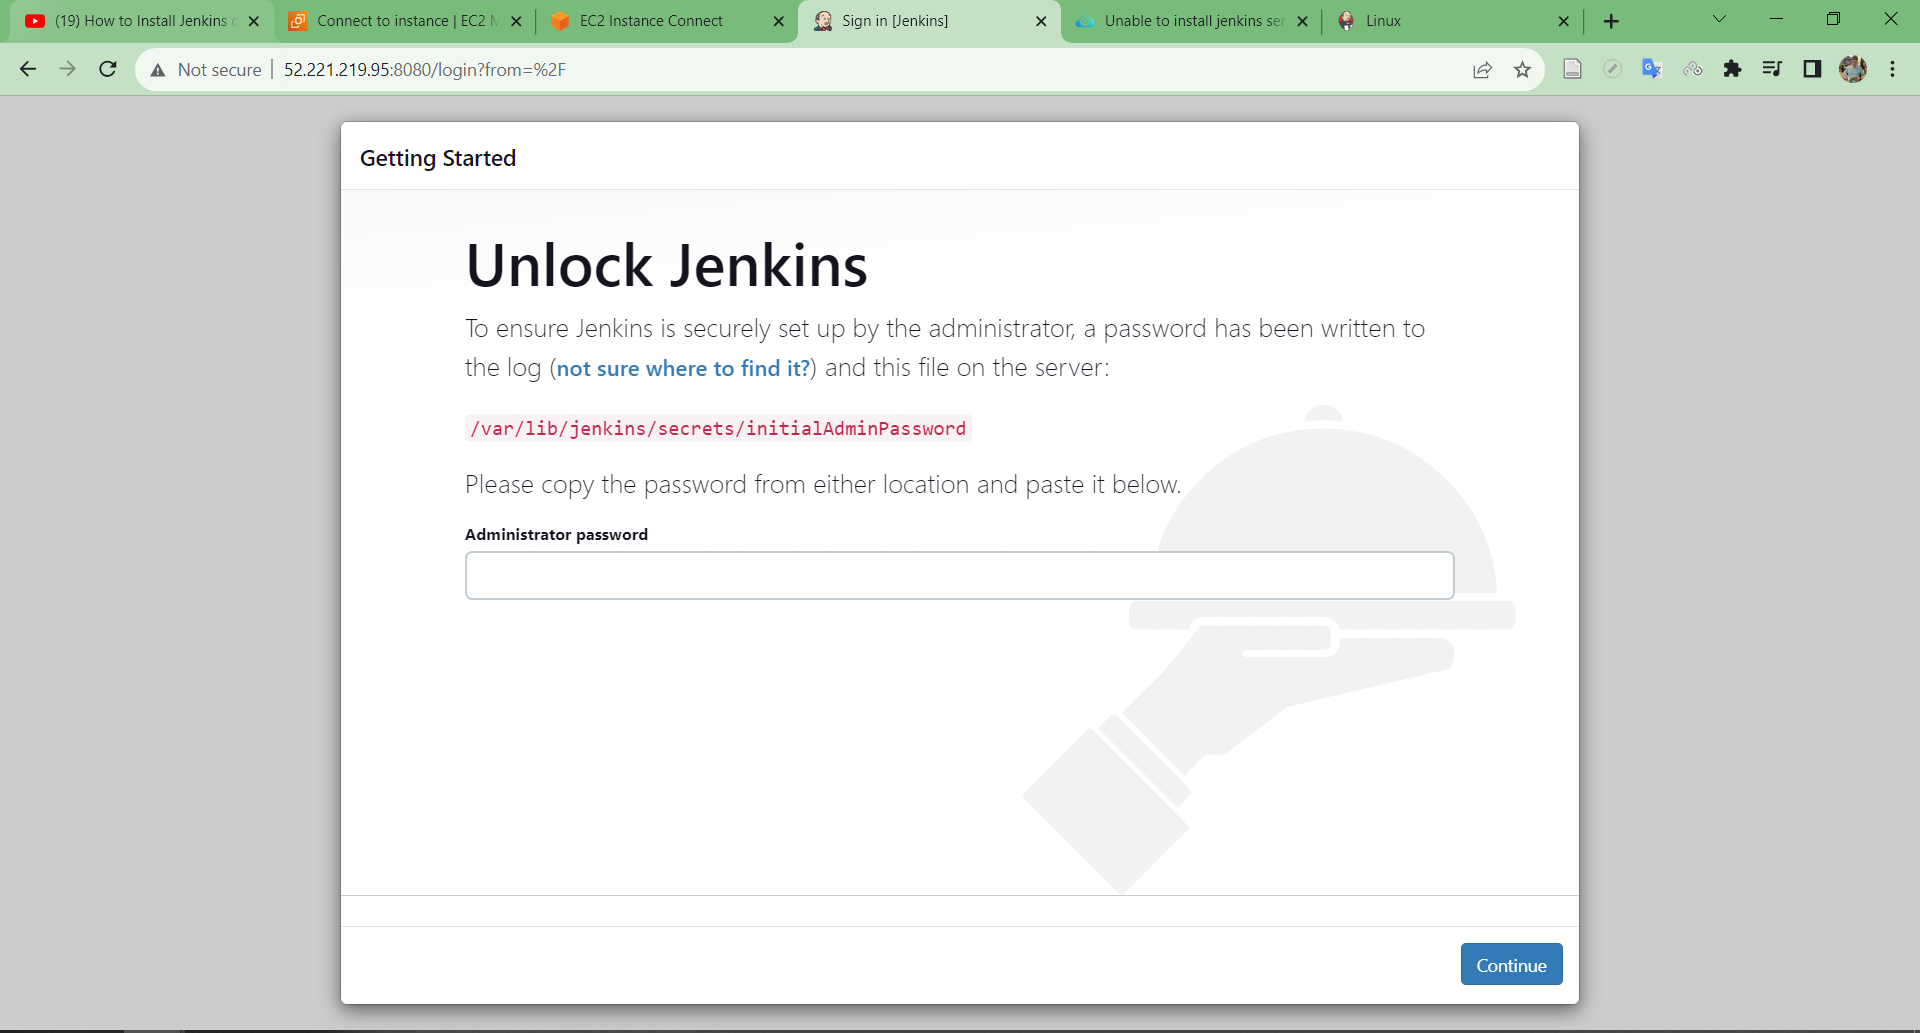 (19) How to Install Jenkins
Connect to instance | EC2
EC2 Instance Connect
Sign in [Jenkins]
Unable to install jenkins ser
Linux
Not secure
52.221.219.95:8080/login?from=%2F
Getting Started
Unlock Jenkins
To ensure Jenkins is securely set up by the administrator, a password has been written to
the log (not sure where to find it?) and this file on the server:
/var/lib/jenkins/secrets/initialAdminPassword
Please copy the password from either location and paste it below.
Administrator password
Continue